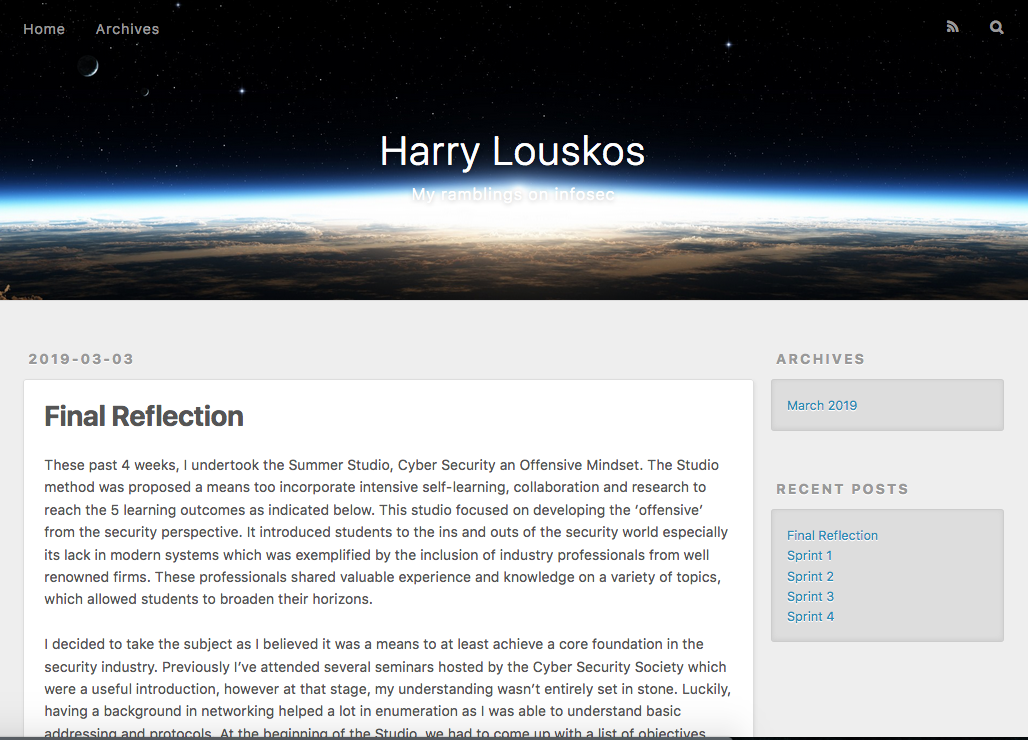 Home Archives
Harry Louskos
My ramblings on infosec
2019-03-03
Final Reflection
These past 4 weeks, I undertook the Summer Studio, Cyber Security an Offensive Mindset. The Studio
method was proposed a means too incorporate intensive self-learning, collaboration and research to
reach the 5 learning outcomes as indicated below. This studio focused on developing the ‘offensive’
from the security perspective. It introduced students to the ins and outs of the security world especially
its lack in modern systems which was exemplified by the inclusion of industry professionals from well
renowned firms. These professionals shared valuable experience and knowledge on a variety of topics,
which allowed students to broaden their horizons.
I decided to take the subject as I believed it was a means to at least achieve a core foundation in the
security industry. Previously I’ve attended several seminars hosted by the Cyber Security Society which
were a useful introduction, however at that stage, my understanding wasn’t entirely set in stone. Luckily,
having a background in networking helped a lot in enumeration as I was able to understand basic
addressing and protocols. At the beginning of the Studio, we had to come up with a list of objectives
ARCHIVES
March 2019
RECENT POSTS
Final Reflection
Sprint 1
Sprint 2
Sprint 3
Sprint 4